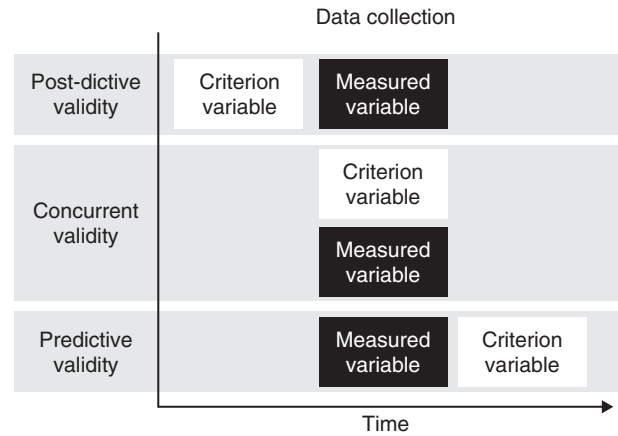 Data collection
Post-dictive
validity
Criterion
variable
Measured
variable
Concurrent
validity
Criterion
variable
Measured
variable
Predictive
validity
Measured
variable
Criterion
variable
Time